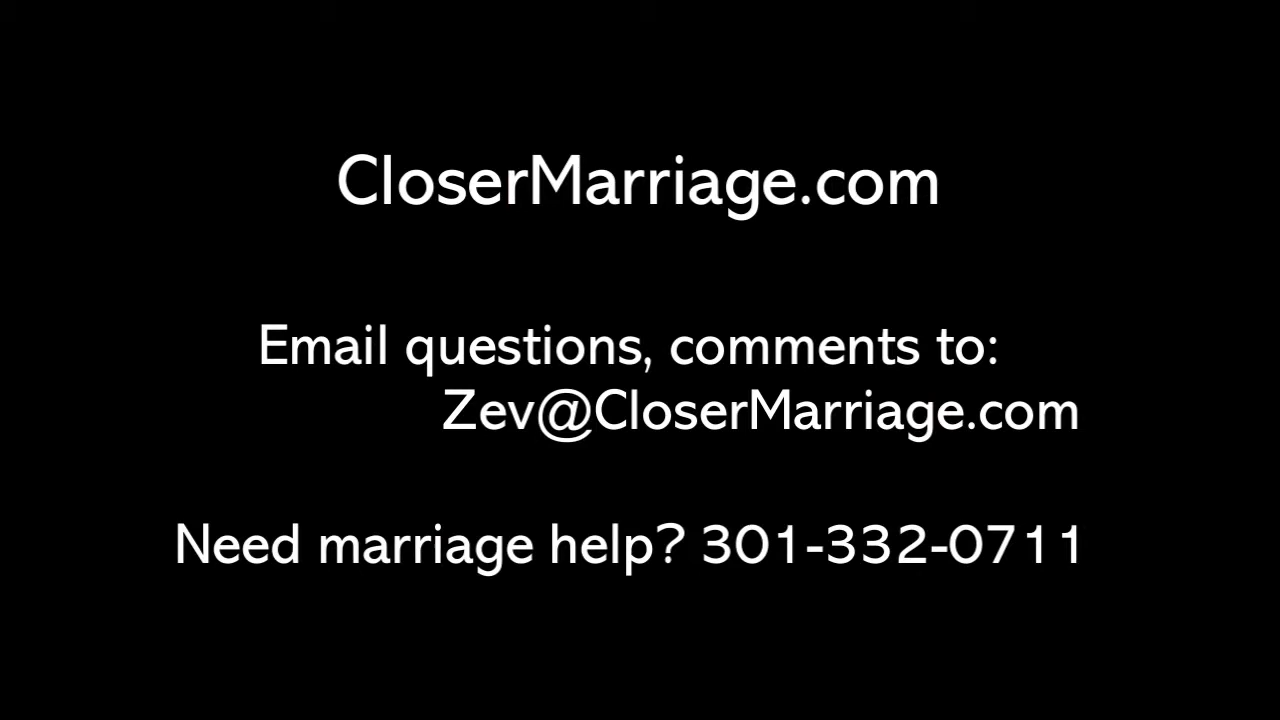 CloserMarriage.com
Email questions, comments to:
Zev@CloserMarriage.com
Need marriage help? 301-332-0711